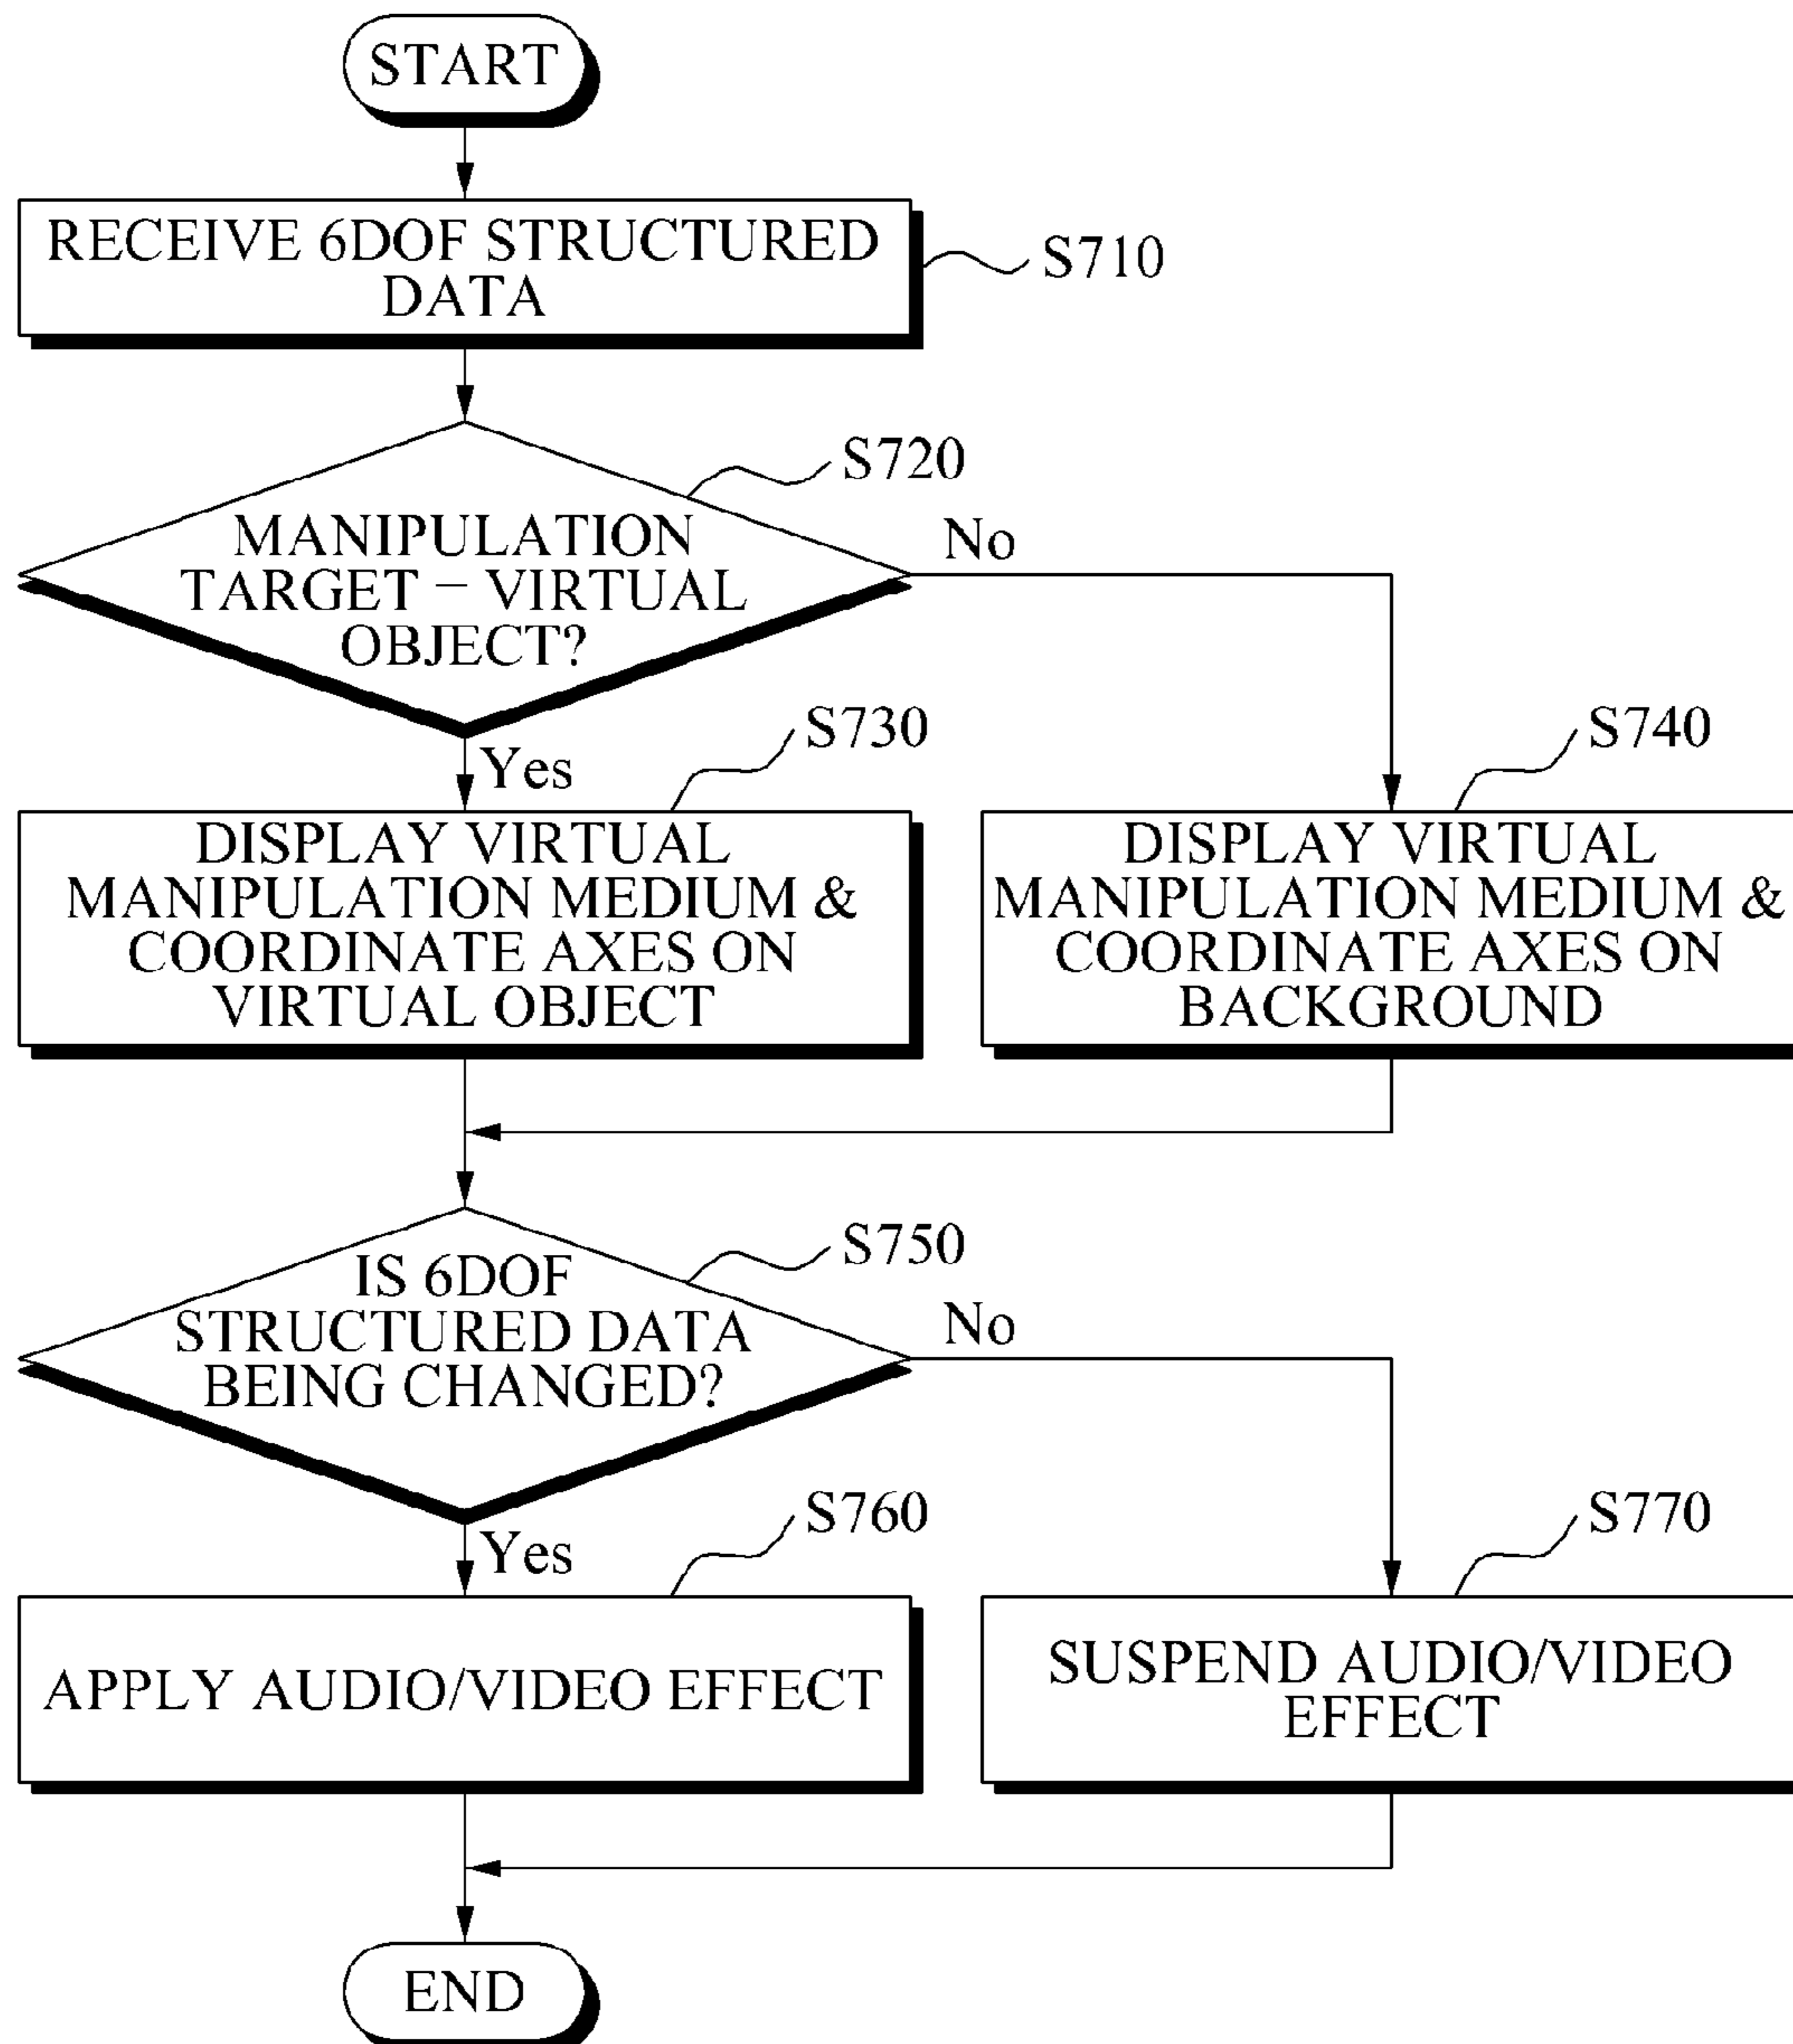 START
RECEIVE 6DOF STRUCTURED
DATA
S710
S720
MANIPULATION
TARGET – VIRTUAL
OBJECT?
No
Yes
S730
S740
DISPLAY VIRTUAL
MANIPULATION MEDIUM &
COORDINATE AXES ON
VIRTUAL OBJECT
DISPLAY VIRTUAL
MANIPULATION MEDIUM &
COORDINATE AXES ON
BACKGROUND
S750
IS 6DOF
STRUCTURED DATA
BEING CHANGED?
No
Yes
S760
S770
APPLY AUDIO/VIDEO EFFECT
SUSPEND AUDIO/VIDEO
EFFECT
END